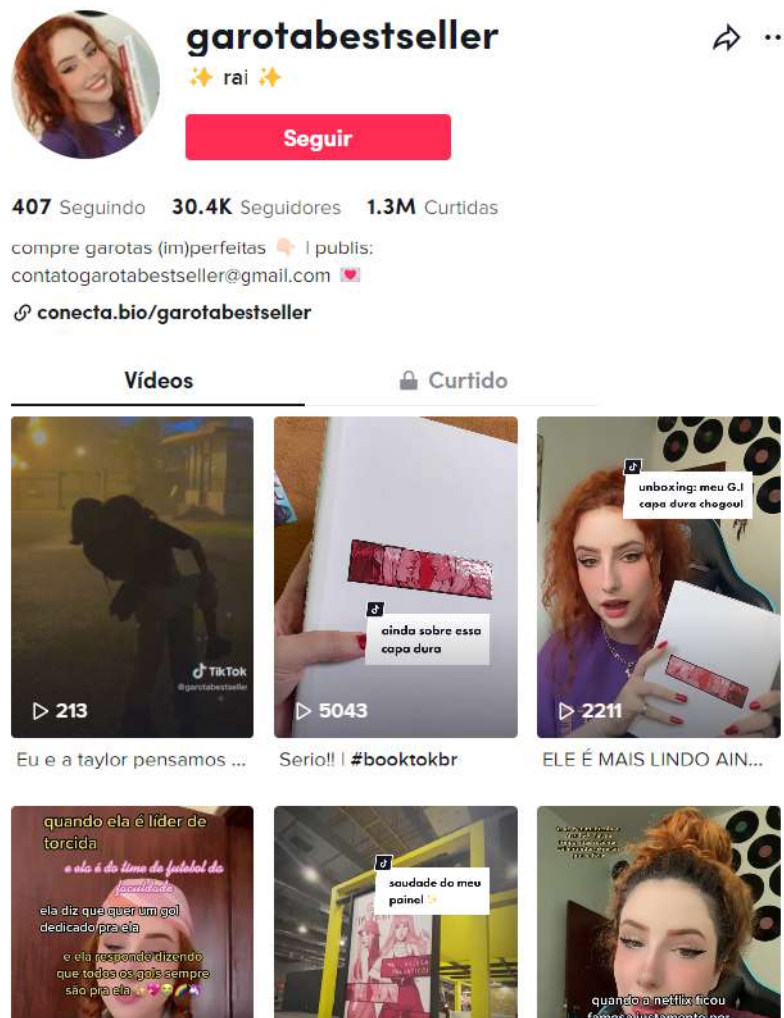 garotabestseller
✨ rai ✨
Seguir
407 Seguindo 30.4K Seguidores 1.3M Curtidas
compre garotas (im)perfeitas 👇🏻 | publis:
contatogarotabestseller@gmail.com 💌
conecta.bio/garotabestseller
Vídeos
Curtido
TikTok
@garotabestseller
213
Eu e a taylor pensamos ...
ainda sobre essa
capa dura
5043
Serio!! | #booktokbr
unboxing: meu G.I
capa dura chegou!
2211
ELE É MAIS LINDO AIN...
quando ela é líder de
torcida
e ela é do time de futebol da
faculdade
ela diz que quer um gol
dedicado pra ela
e ela responde dizendo
que todos os gols sempre
são pra ela
saudade do meu
painel ✨
quando a netflix ficou
famosa justamente por